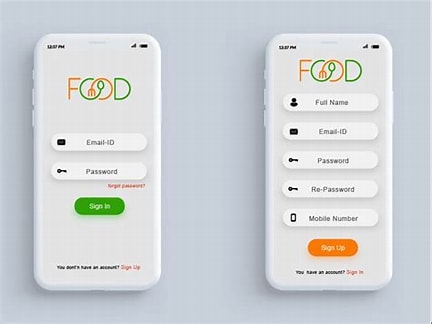 12:07 PM
FOOD
Email-ID
Password
forgot password?
Sign In
You don't have an account? Sign Up
12:07 PM
FOOD
Full Name
Email-ID
Password
Re-Password
Mobile Number
Sign Up
You have an account? Sign In